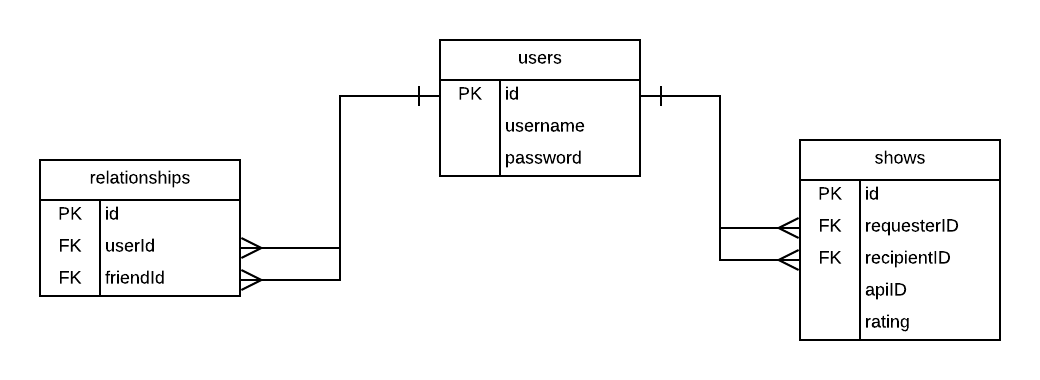 users
PK id
username
password
relationships
PK id
FK userId
FK friendId
shows
PK id
FK requesterID
FK recipientID
apiID
rating